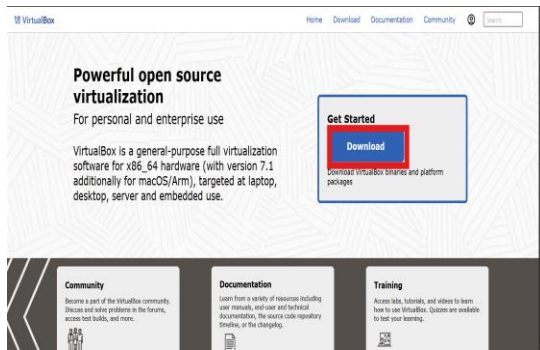 VirtualBox
Home Download Documentation Community Search
Powerful open source
virtualization
For personal and enterprise use
VirtualBox is a general-purpose full virtualization
software for x86_64 hardware (with version 7.1
additionally for macOS/Arm), targeted at laptop,
desktop, server and embedded use.
Get Started
Download
Download VirtualBox binaries and platform
packages
Community
Become a part of the VirtualBox community.
Discuss and solve problems in the forums,
access test builds, and more.
Documentation
Learn from a variety of resources including
user manuals, end-user and technical
documentation, the source code repository
timeline, or the changelog.
Training
Access labs, tutorials, and videos to learn
how to use VirtualBox. Quizzes are available
to test your learning.